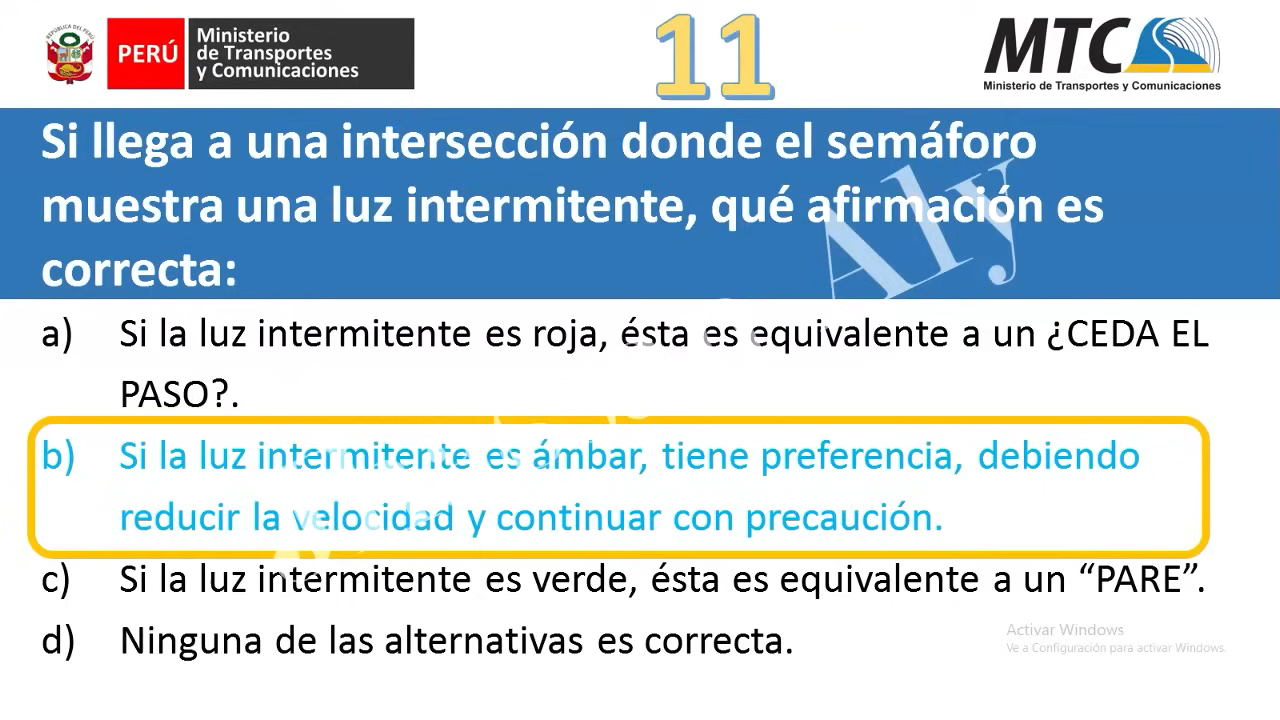 REPÚBLICA DEL PERÚ
PERÚ
Ministerio
de Transportes
y Comunicaciones
11
MTC
Ministerio de Transportes y Comunicaciones
Si llega a una intersección donde el semáforo
muestra una luz intermitente, qué afirmación es
correcta:
Aly
a) Si la luz intermitente es roja, ésta es equivalente a un ¿CEDA EL
PASO?.
b) Si la luz intermitente es ámbar, tiene preferencia, debiendo
reducir la velocidad y continuar con precaución.
c) Si la luz intermitente es verde, ésta es equivalente a un “PARE”.
d) Ninguna de las alternativas es correcta.
Activar Windows
Ve a Configuración para activar Windows.